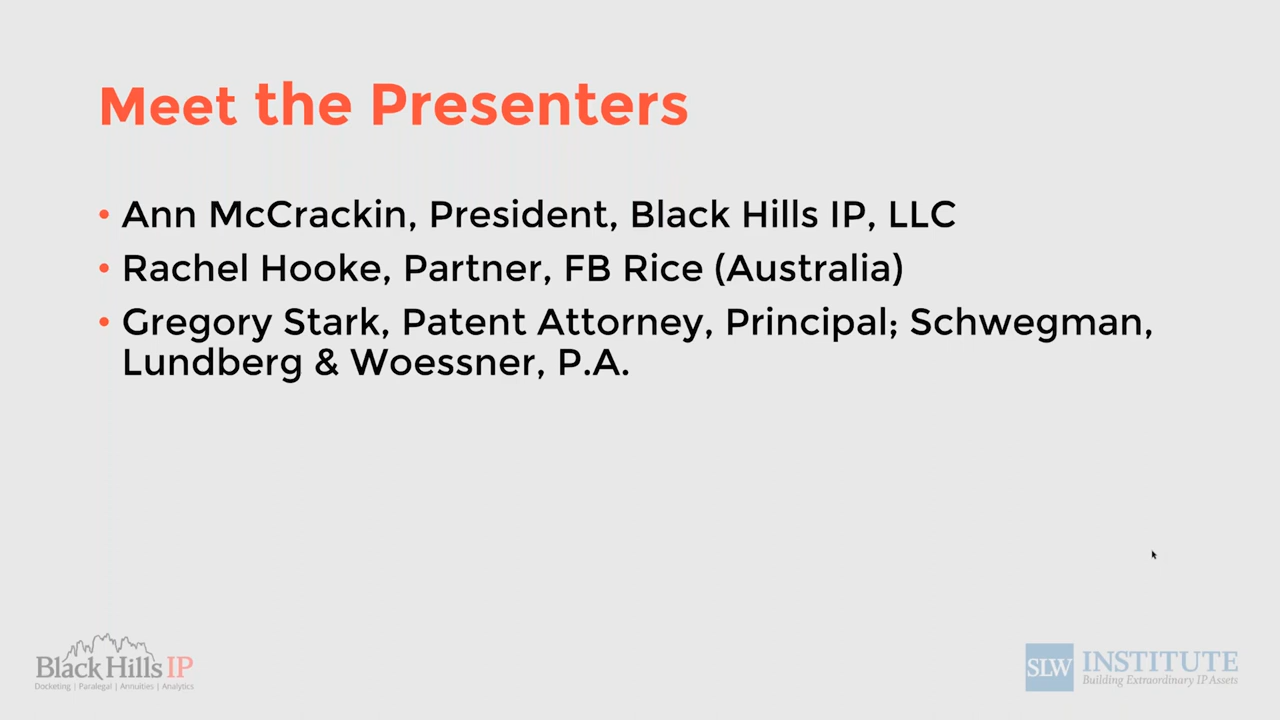 Meet the Presenters
• Ann McCrackin, President, Black Hills IP, LLC
• Rachel Hooke, Partner, FB Rice (Australia)
• Gregory Stark, Patent Attorney, Principal; Schwegman,
Lundberg & Woessner, P.A.
Black Hills IP
Docketing | Paralegal | Annuities | Analytics
SLW INSTITUTE
Building Extraordinary IP Assets